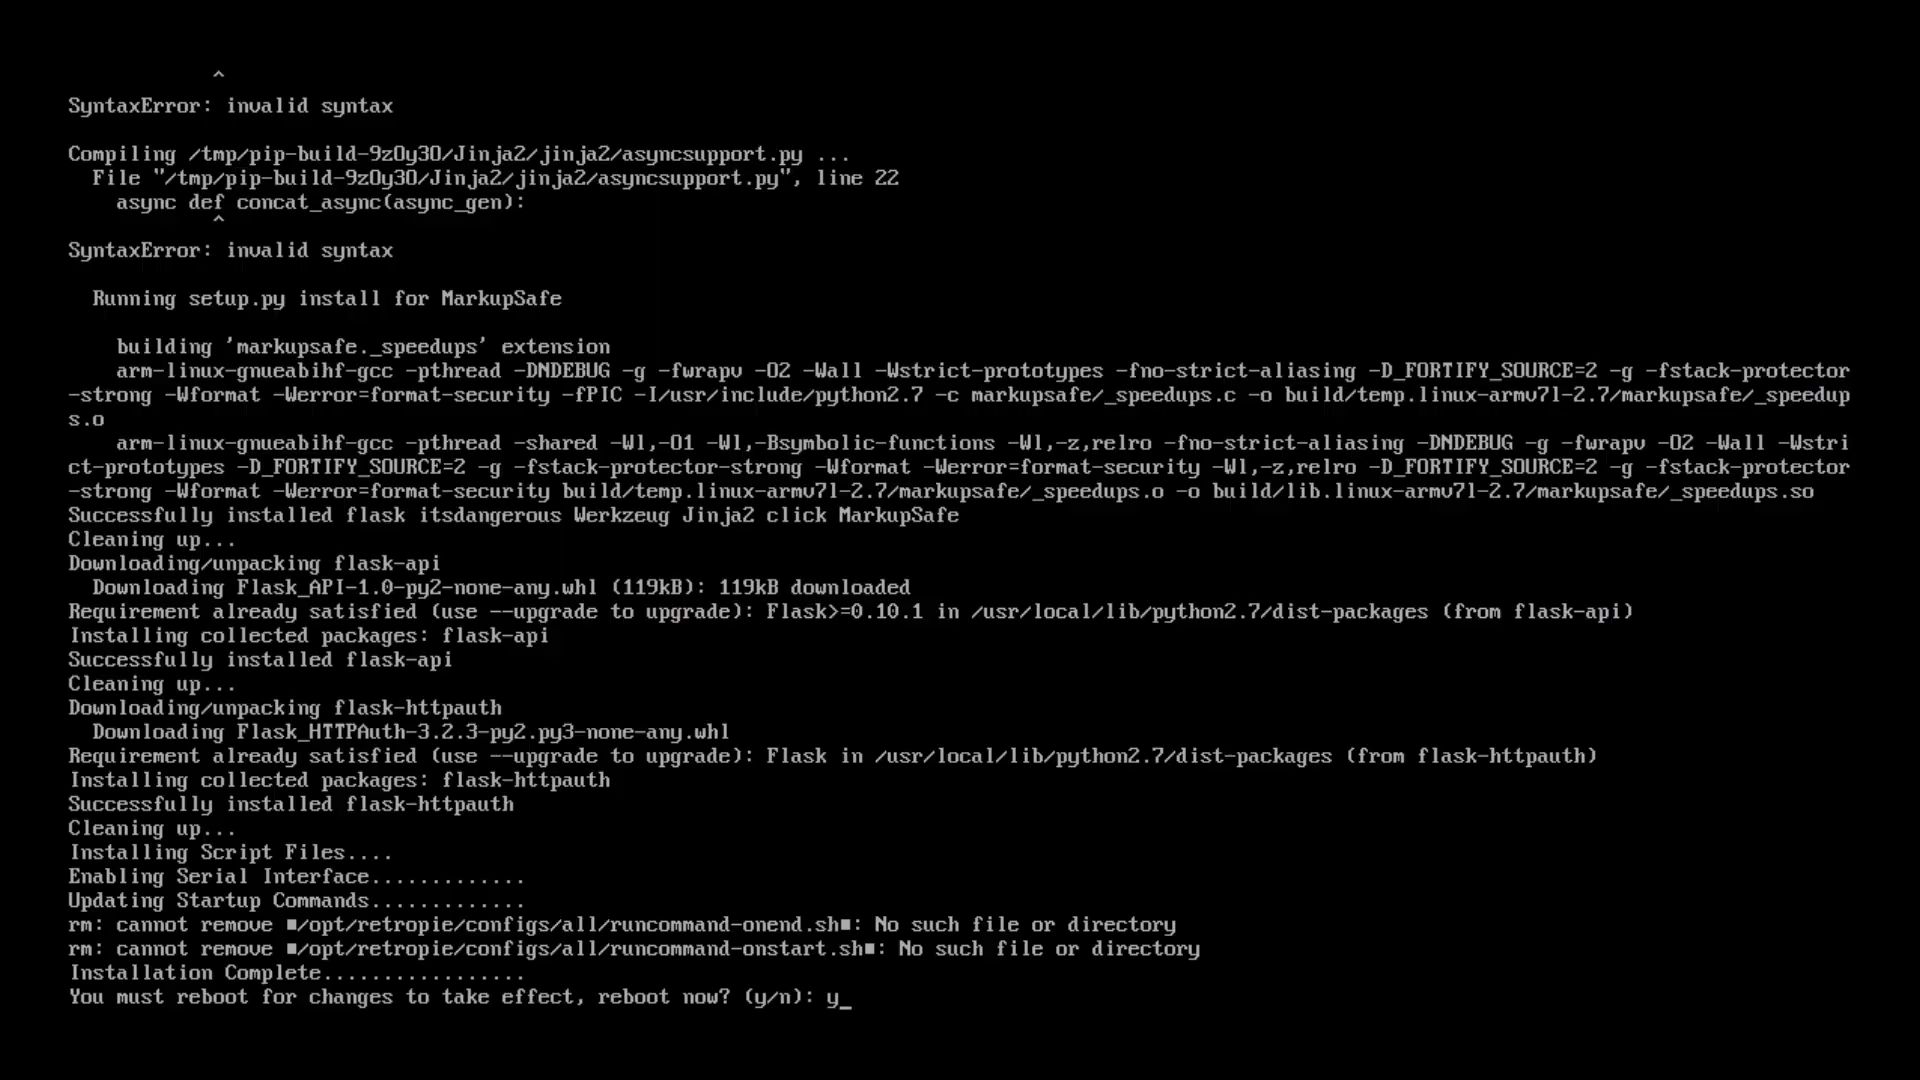 ^
SyntaxError: invalid syntax
Compiling /tmp/pip-build-9zOy3O/Jinja2/jinja2/asyncsupport.py ...
File "/tmp/pip-build-9zOy3O/Jinja2/jinja2/asyncsupport.py", line 22
async def concat_async(async_gen):
^
SyntaxError: invalid syntax
Running setup.py install for MarkupSafe
building 'markupsafe._speedups' extension
arm-linux-gnueabihf-gcc -pthread -DNDEBUG -g -fwrapv -O2 -Wall -Wstrict-prototypes -fno-strict-aliasing -D_FORTIFY_SOURCE=2 -g -fstack-protector
-strong -Wformat -Werror=format-security -fPIC -I/usr/include/python2.7 -c markupsafe/_speedups.c -o build/temp.linux-armv7l-2.7/markupsafe/_speedup
s.o
arm-linux-gnueabihf-gcc -pthread -shared -Wl,-O1 -Wl,-Bsymbolic-functions -Wl,-z,relro -fno-strict-aliasing -DNDEBUG -g -fwrapv -O2 -Wall -Wstri
ct-prototypes -D_FORTIFY_SOURCE=2 -g -fstack-protector-strong -Wformat -Werror=format-security -Wl,-z,relro -D_FORTIFY_SOURCE=2 -g -fstack-protector
-strong -Wformat -Werror=format-security build/temp.linux-armv7l-2.7/markupsafe/_speedups.o -o build/lib.linux-armv7l-2.7/markupsafe/_speedups.so
Successfully installed flask itsdangerous Werkzeug Jinja2 click MarkupSafe
Cleaning up...
Downloading/unpacking flask-api
Downloading Flask_API-1.0-py2-none-any.whl (119kB): 119kB downloaded
Requirement already satisfied (use --upgrade to upgrade): Flask>=0.10.1 in /usr/local/lib/python2.7/dist-packages (from flask-api)
Installing collected packages: flask-api
Successfully installed flask-api
Cleaning up...
Downloading/unpacking flask-httpauth
Downloading Flask_HTTPAuth-3.2.3-py2.py3-none-any.whl
Requirement already satisfied (use --upgrade to upgrade): Flask in /usr/local/lib/python2.7/dist-packages (from flask-httpauth)
Installing collected packages: flask-httpauth
Successfully installed flask-httpauth
Cleaning up...
Installing Script Files....
Enabling Serial Interface.............
Updating Startup Commands.............
rm: cannot remove ■/opt/retropie/configs/all/runcommand-onend.sh■: No such file or directory
rm: cannot remove ■/opt/retropie/configs/all/runcommand-onstart.sh■: No such file or directory
Installation Complete.................
You must reboot for changes to take effect, reboot now? (y/n): y_